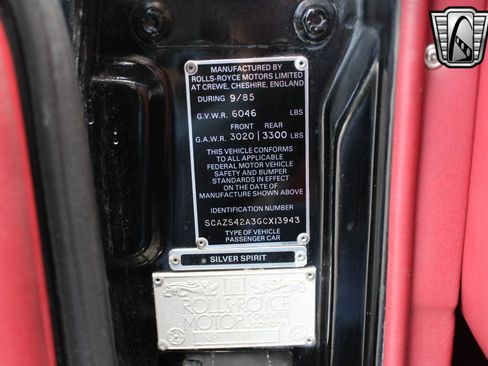 MANUFACTURED BY
ROLLS-ROYCE MOTORS LIMITED
AT CREWE, CHESHIRE, ENGLAND
DURING 9/85
G.V.W.R. 6046 LBS
FRONT REAR
G.A.W.R. 3020 | 3300 LBS
THIS VEHICLE CONFORMS
TO ALL APPLICABLE
FEDERAL MOTOR VEHICLE
SAFETY AND BUMPER
STANDARDS IN EFFECT
ON THE DATE OF
MANUFACTURE SHOWN ABOVE
IDENTIFICATION NUMBER
SCAZS42A3GCX13943
TYPE OF VEHICLE
PASSENGER CAR
SILVER SPIRIT
ROLLS-ROYCE
MOTORS CREWE &
LONDON